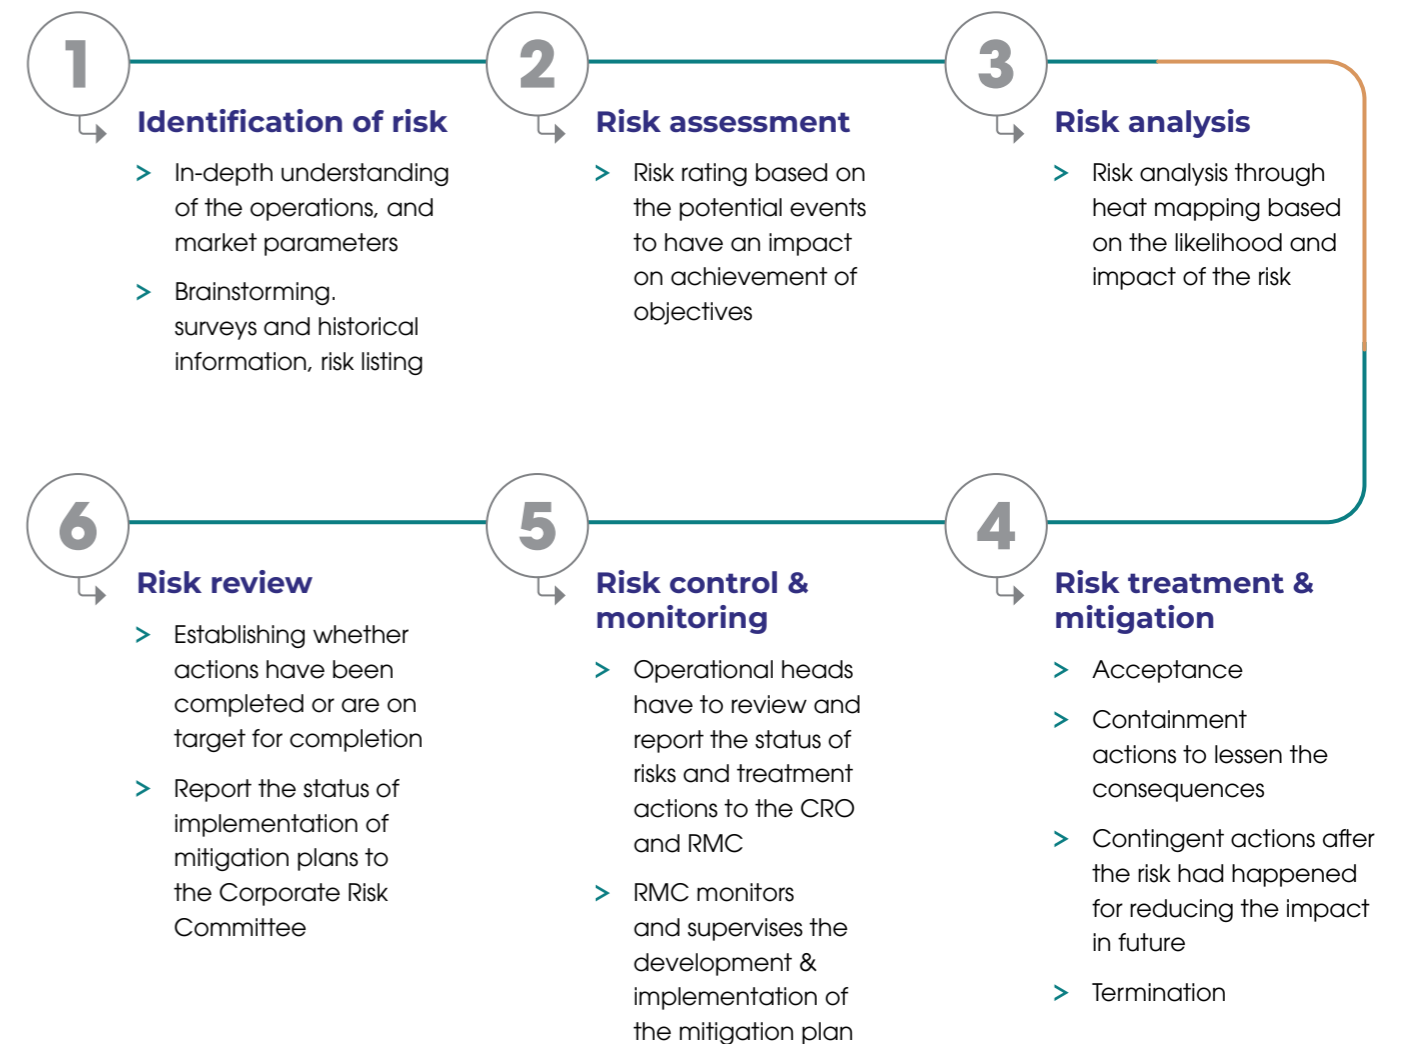 1
Identification of risk
> In-depth understanding
of the operations, and
market parameters
> Brainstorming.
surveys and historical
information, risk listing
2
Risk assessment
> Risk rating based on
the potential events
to have an impact
on achievement of
objectives
3
Risk analysis
> Risk analysis through
heat mapping based
on the likelihood and
impact of the risk
4
Risk treatment &
mitigation
> Acceptance
> Containment
actions to lessen the
consequences
> Contingent actions after
the risk had happened
for reducing the impact
in future
> Termination
5
Risk control &
monitoring
> Operational heads
have to review and
report the status of
risks and treatment
actions to the CRO
and RMC
> RMC monitors
and supervises the
development &
implementation of
the mitigation plan
6
Risk review
> Establishing whether
actions have been
completed or are on
target for completion
> Report the status of
implementation of
mitigation plans to
the Corporate Risk
Committee